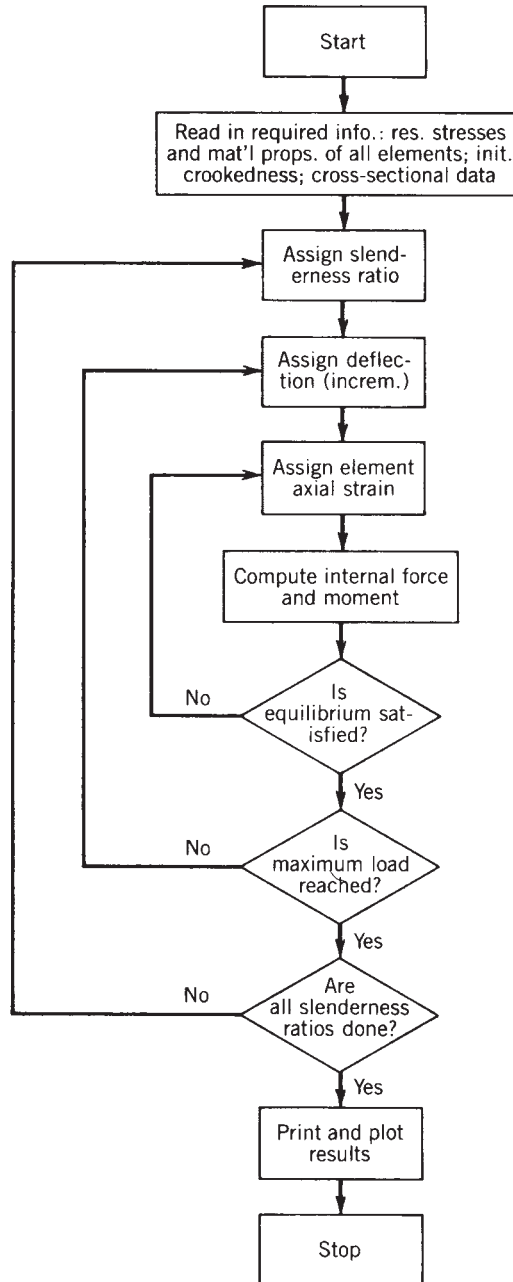 Start
Read in required info.: res. stresses
and mat'l props. of all elements; init.
crookedness; cross-sectional data
Assign slend-
erness ratio
Assign deflec-
tion (increm.)
Assign element
axial strain
Compute internal force
and moment
No
Is
equilibrium sat-
isfied?
Yes
No
Is
maximum load
reached?
Yes
No
Are
all slenderness
ratios done?
Yes
Print and plot
results
Stop